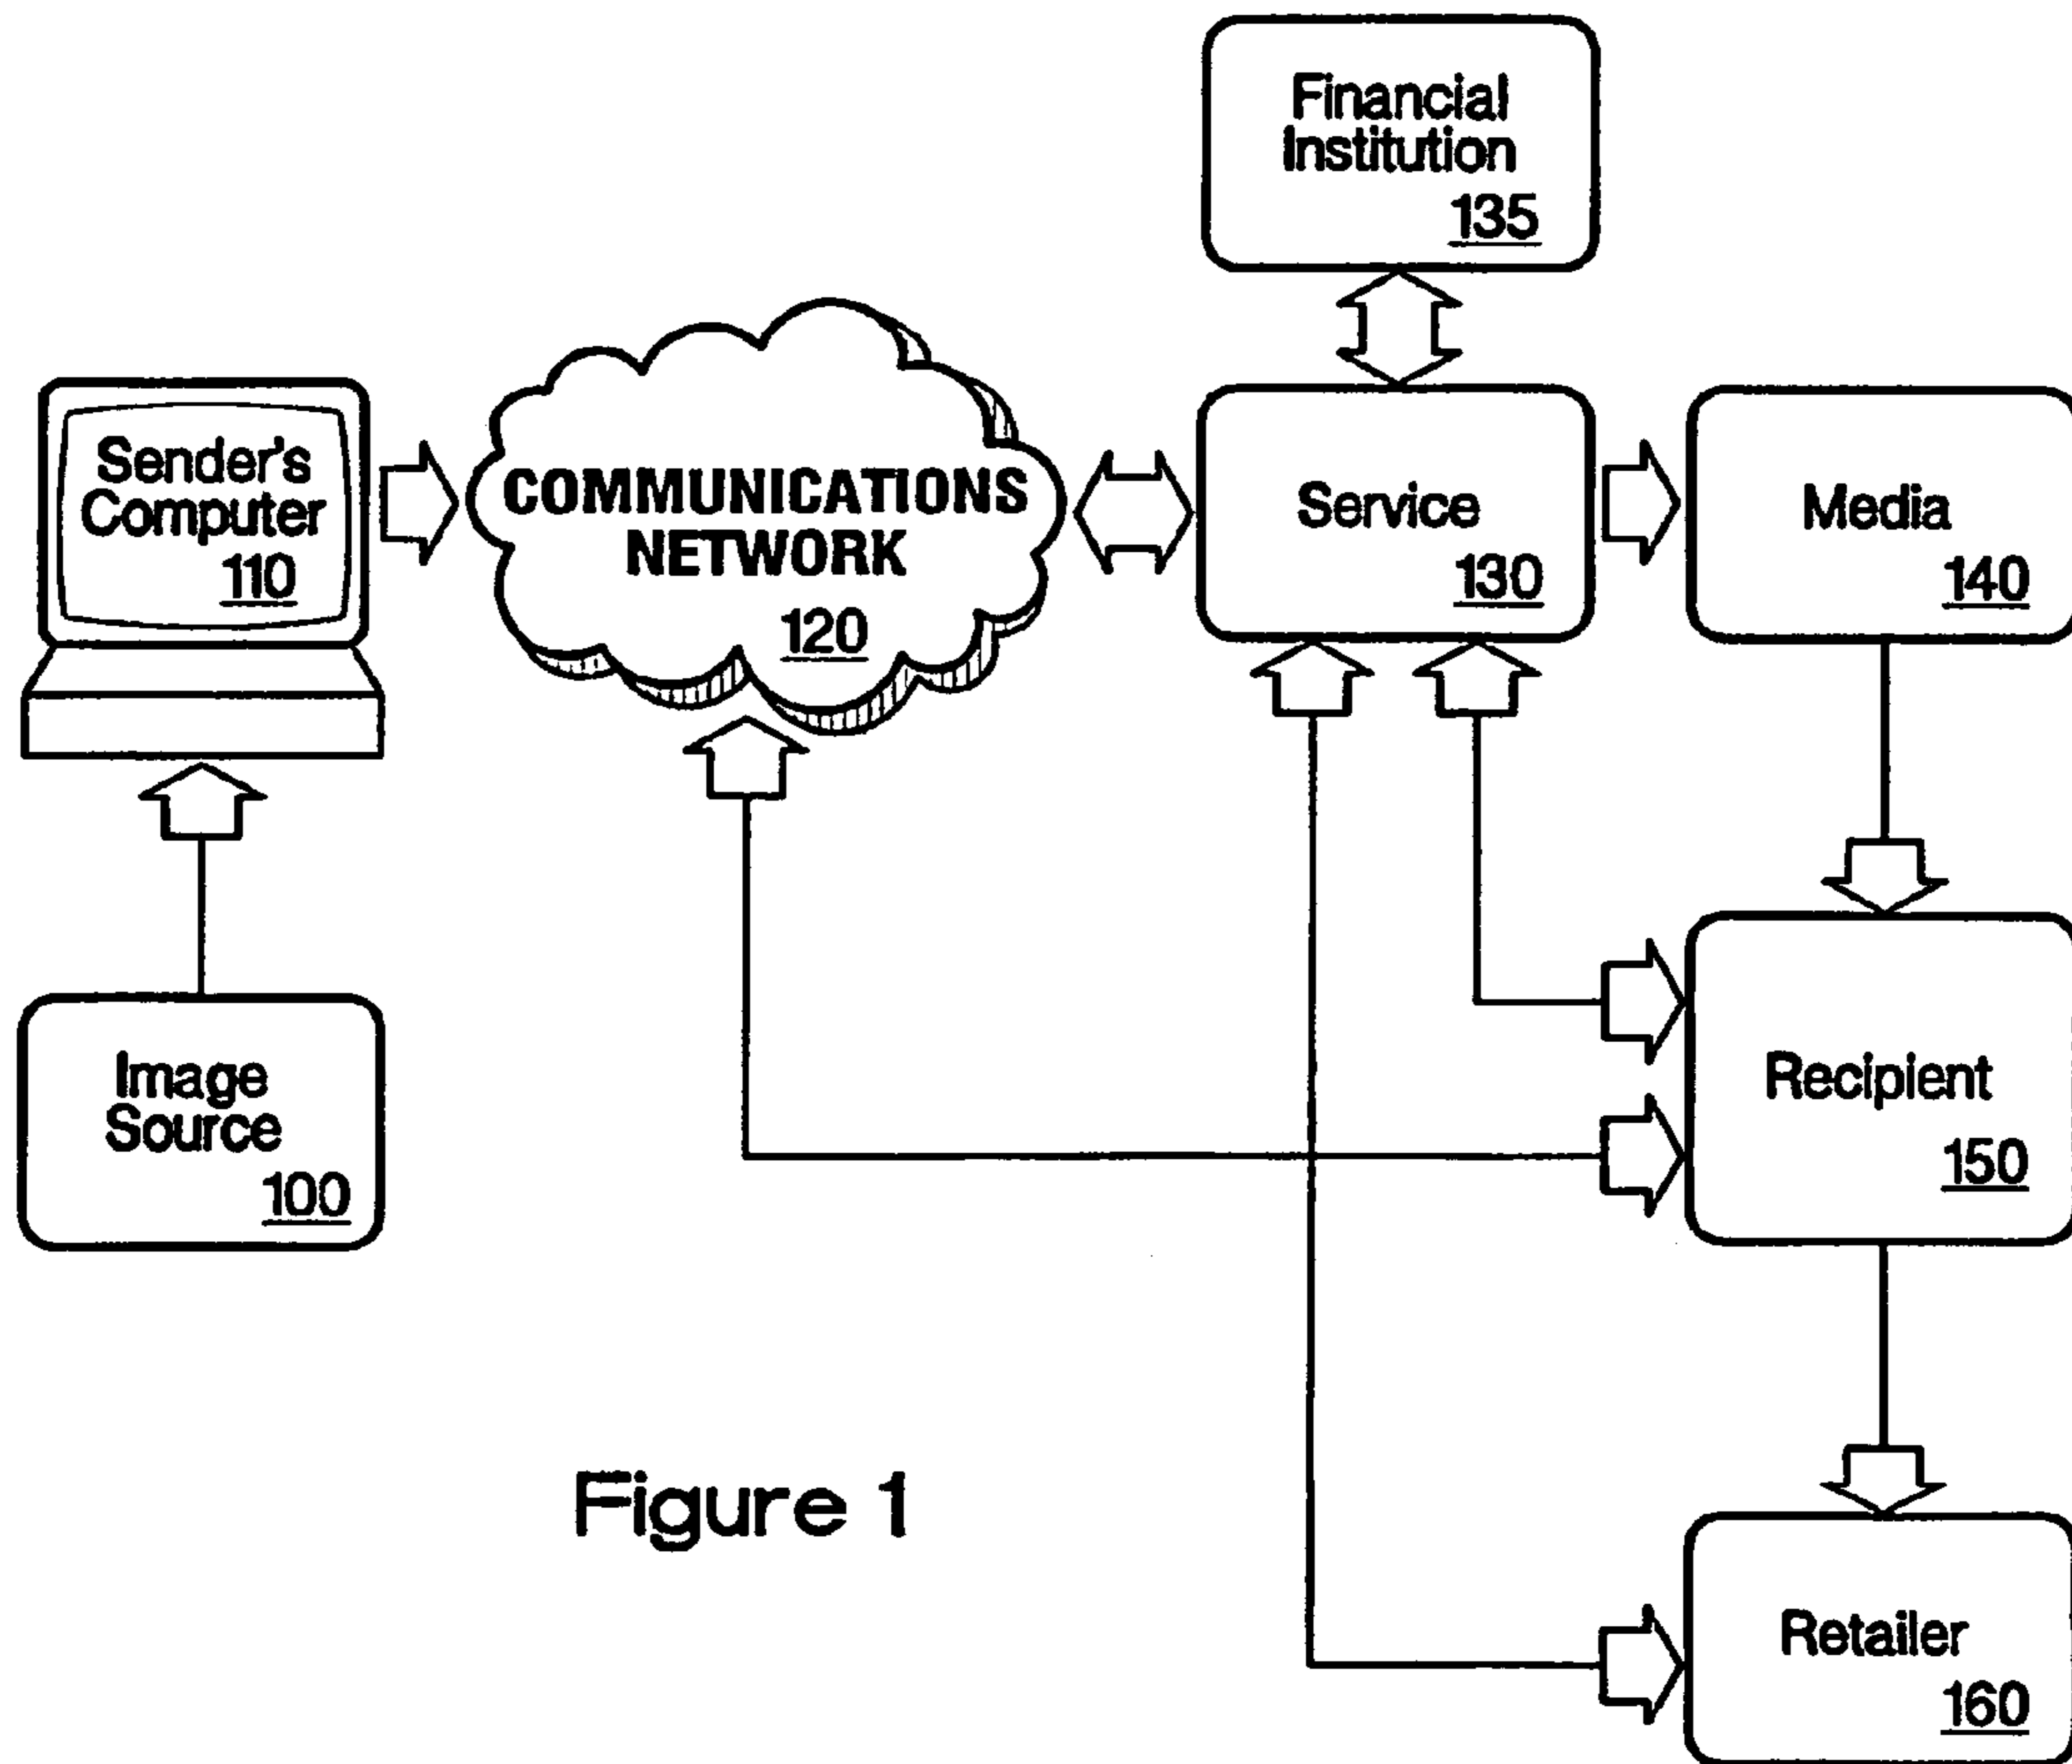 Financial
Institution
135
Sender's
Computer
110
COMMUNICATIONS
NETWORK
120
Service
130
Media
140
Image
Source
100
Recipient
150
Figure 1
Retailer
160